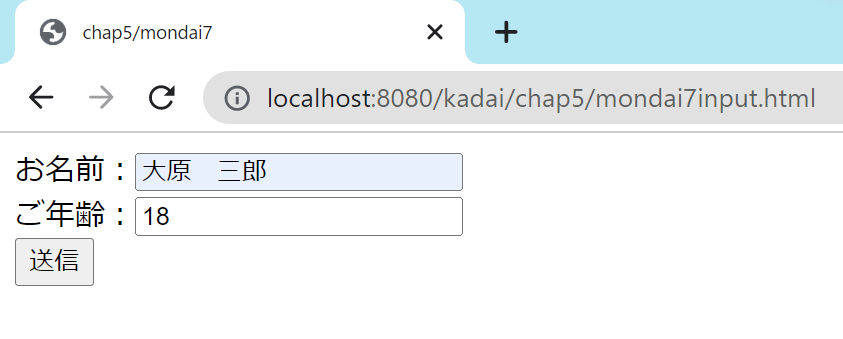 chap5/mondai7
localhost:8080/kadai/chap5/mondai7input.html
お名前：大原　三郎
ご年齢：18
送信